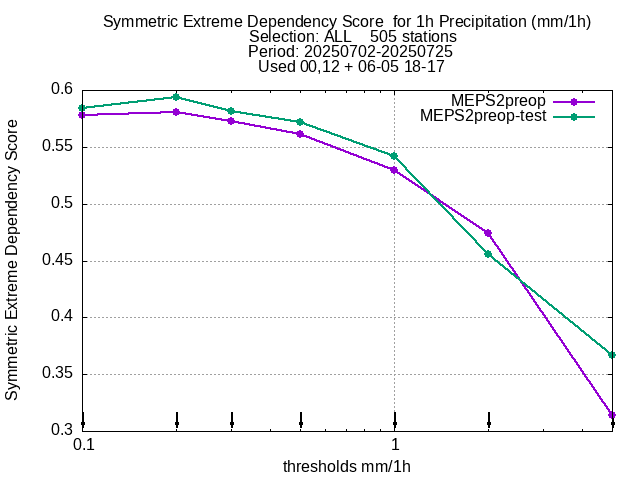 Symmetric Extreme Dependency Score  for 1h Precipitation (mm/1h)
Selection: ALL    505 stations
Period: 20250702-20250725
Used 00,12 + 06-05 18-17
MEPS2preop
MEPS2preop-test
Symmetric Extreme Dependency Score
0.6
0.55
0.5
0.45
0.4
0.35
0.3
0.1
1
thresholds mm/1h